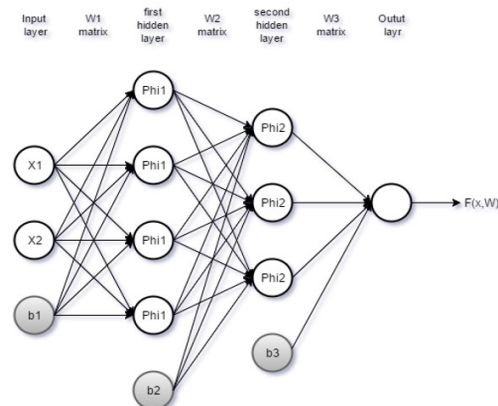 Input
layer
W1
matrix
first
hidden
layer
W2
matrix
second
hidden
layer
W3
matrix
Outut
layr
Phi1
Phi2
X1
Phi1
Phi2
F(x,W)
X2
Phi1
Phi2
b1
Phi1
b3
b2